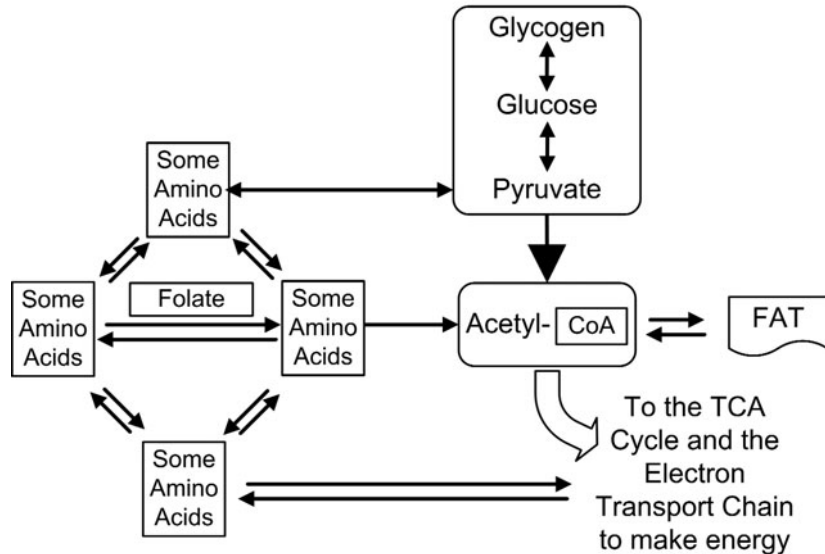 Glycogen
Glucose
Pyruvate
Some
Amino
Acids
Some
Amino
Acids
Folate
Some
Amino
Acids
Acetyl- CoA
FAT
Some
Amino
Acids
To the TCA
Cycle and the
Electron
Transport Chain
to make energy